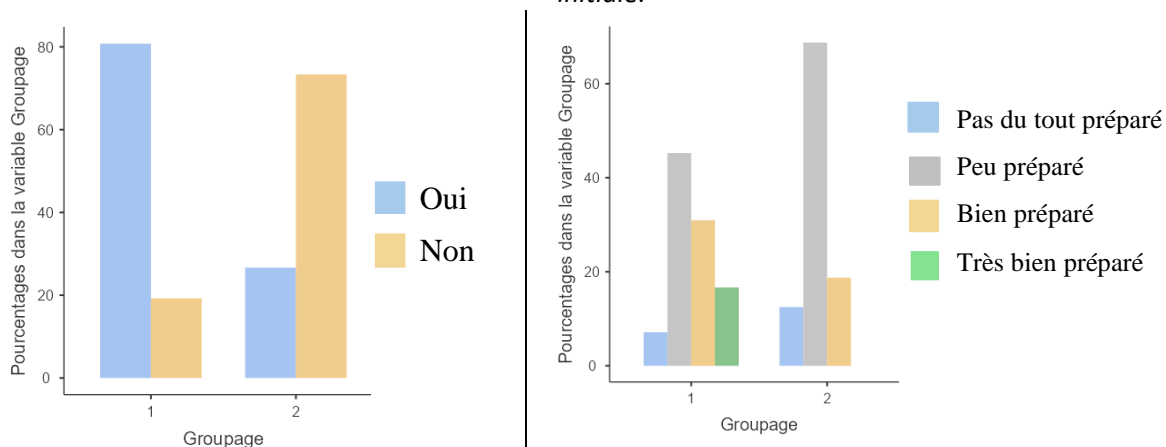 initiale.
Pourcentages dans la variable Groupage
80
60
40
20
0
1
2
Groupage
Oui
Non
Pourcentages dans la variable Groupage
60
40
20
0
1
2
Groupage
Pas du tout préparé
Peu préparé
Bien préparé
Très bien préparé